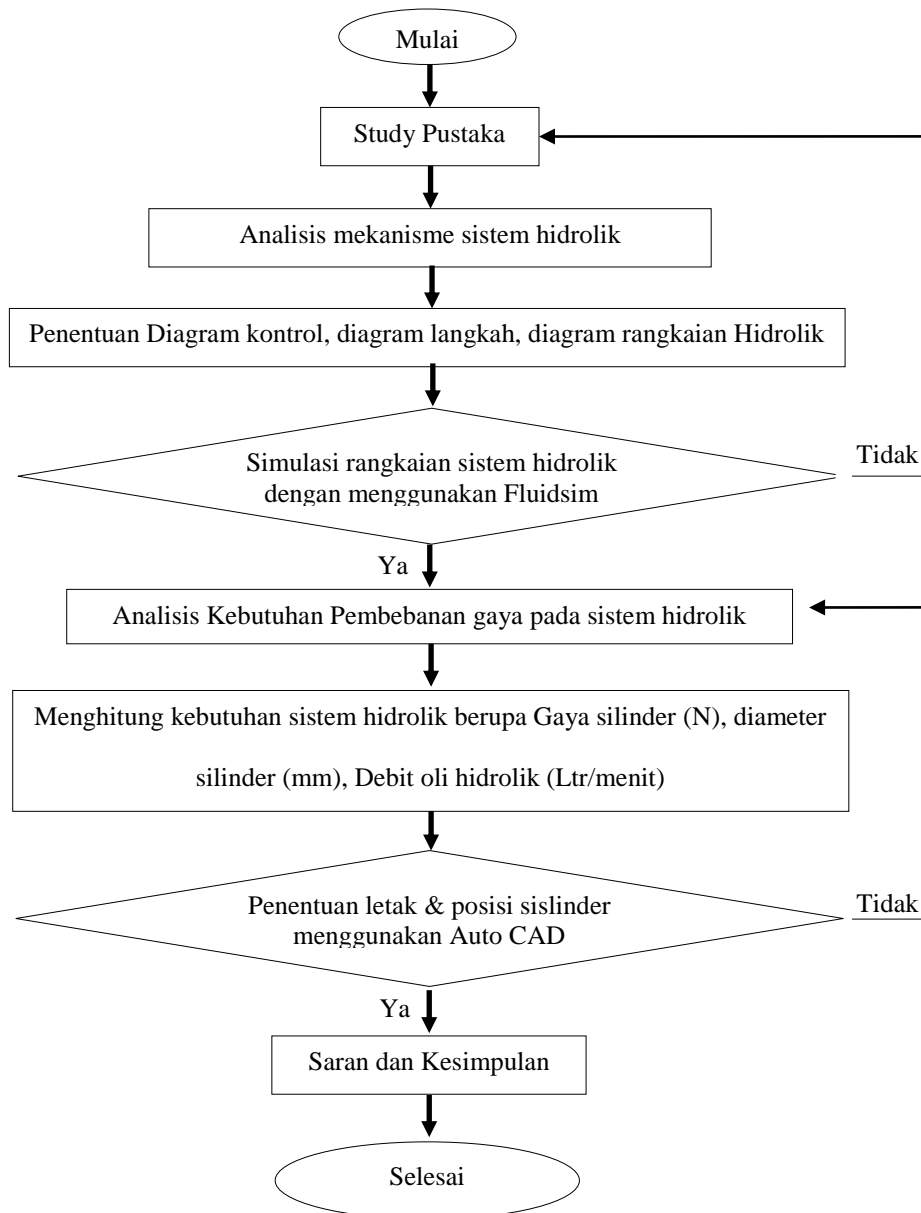 Mulai
Study Pustaka
Analisis mekanisme sistem hidrolik
Penentuan Diagram kontrol, diagram langkah, diagram rangkaian Hidrolik
Simulasi rangkaian sistem hidrolik
dengan menggunakan Fluidsim
Tidak
Ya
Analisis Kebutuhan Pembebanan gaya pada sistem hidrolik
Menghitung kebutuhan sistem hidrolik berupa Gaya silinder (N), diameter
silinder (mm), Debit oli hidrolik (Ltr/menit)
Penentuan letak & posisi sislinder
menggunakan Auto CAD
Tidak
Ya
Saran dan Kesimpulan
Selesai